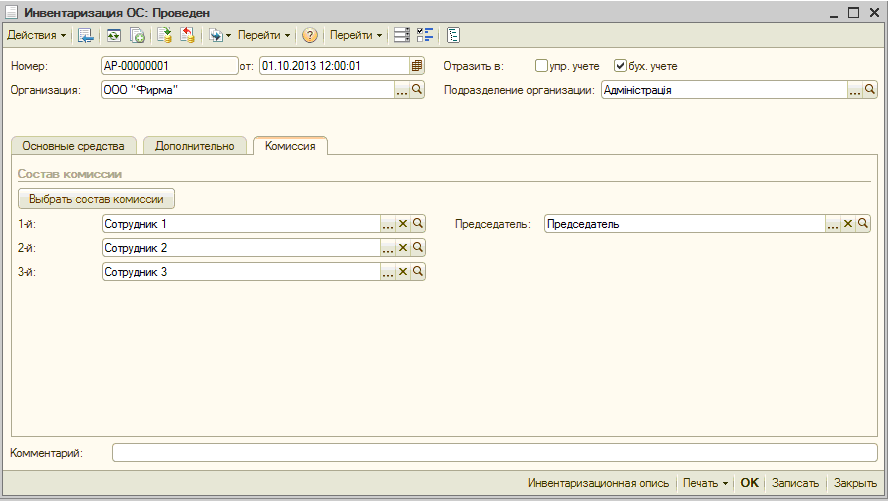 Инвентаризация ОС: Проведен
Действия Перейти Перейти
Номер: АР-00000001 от: 01.10.2013 12:00:01 Отразить в: упр. учете бух. учете
Организация: ООО "Фирма" ... Подразделение организации: Адміністрація ...
Основные средства Дополнительно Комиссия
Состав комиссии
Выбрать состав комиссии
1-й: Сотрудник 1 ... Председатель: Председатель ...
2-й: Сотрудник 2 ...
3-й: Сотрудник 3 ...
Комментарий:
Инвентаризационная опись Печать OK Записать Закрыть